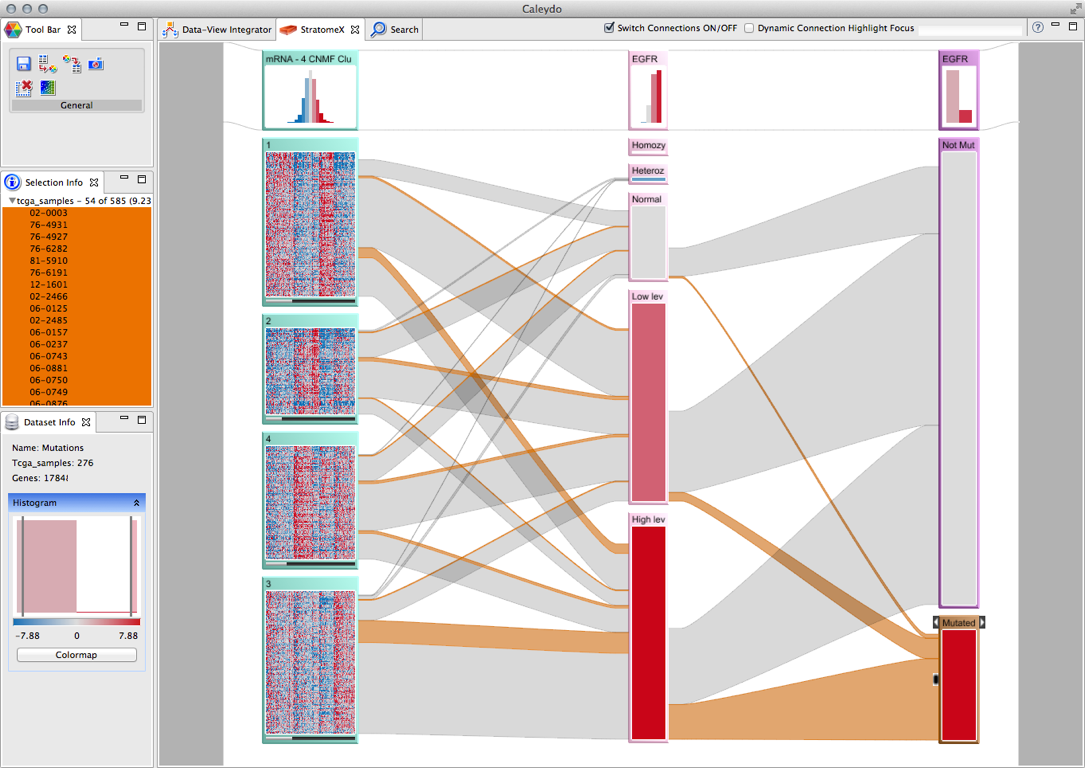 Caleydo
Tool Bar
Data-View Integrator
StratomeX
Search
Switch Connections ON/OFF
Dynamic Connection Highlight Focus
General
Selection Info
tcga_samples - 54 of 585 (9.23
02-0003
76-4931
76-4927
76-6282
81-5910
76-6191
12-1601
02-2466
06-0125
02-2485
06-0157
06-0237
06-0743
06-0881
06-0750
06-0749
06-0876
Dataset Info
Name: Mutations
Tcga_samples: 276
Genes: 17848
Histogram
-7.88 0 7.88
Colormap
mRNA - 4 CNMF Clu
1
2
4
3
EGFR
Homozy
Heteroz
Normal
Low lev
High lev
EGFR
Not Mut
Mutated